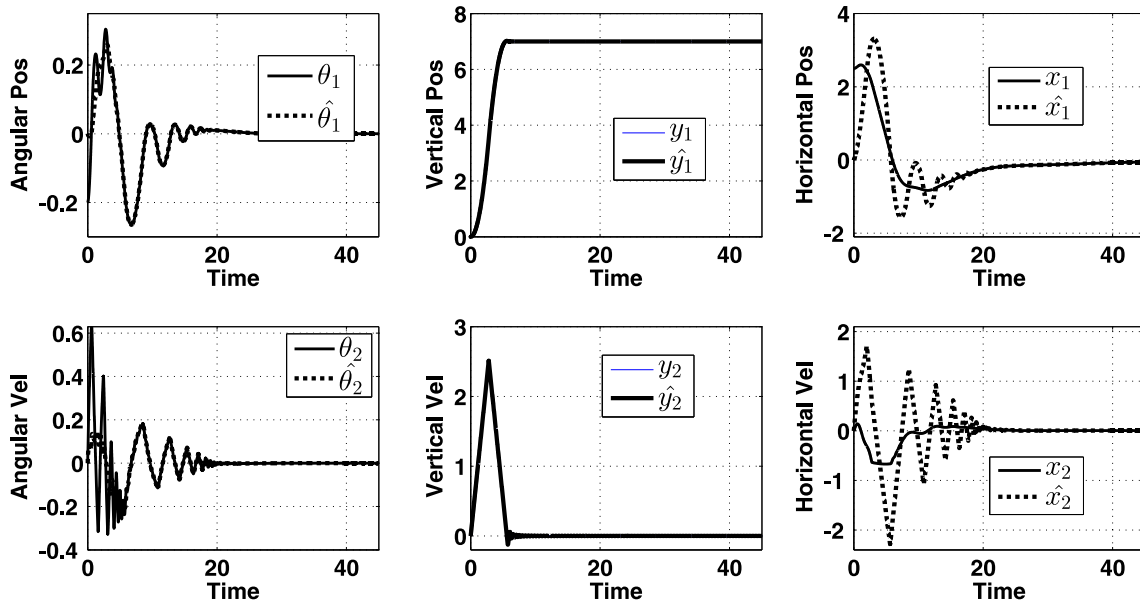 Angular Pos
0.2
0
-0.2
0 20 40
Time
θ₁
θ̂₁
Vertical Pos
8
6
4
2
0
0 20 40
Time
y₁
ŷ₁
Horizontal Pos
4
2
0
-2
0 20 40
Time
x₁
x̂₁
Angular Vel
0.6
0.4
0.2
0
-0.2
-0.4
0 20 40
Time
θ₂
θ̂₂
Vertical Vel
3
2
1
0
0 20 40
Time
y₂
ŷ₂
Horizontal Vel
2
1
0
-1
-2
0 20 40
Time
x₂
x̂₂